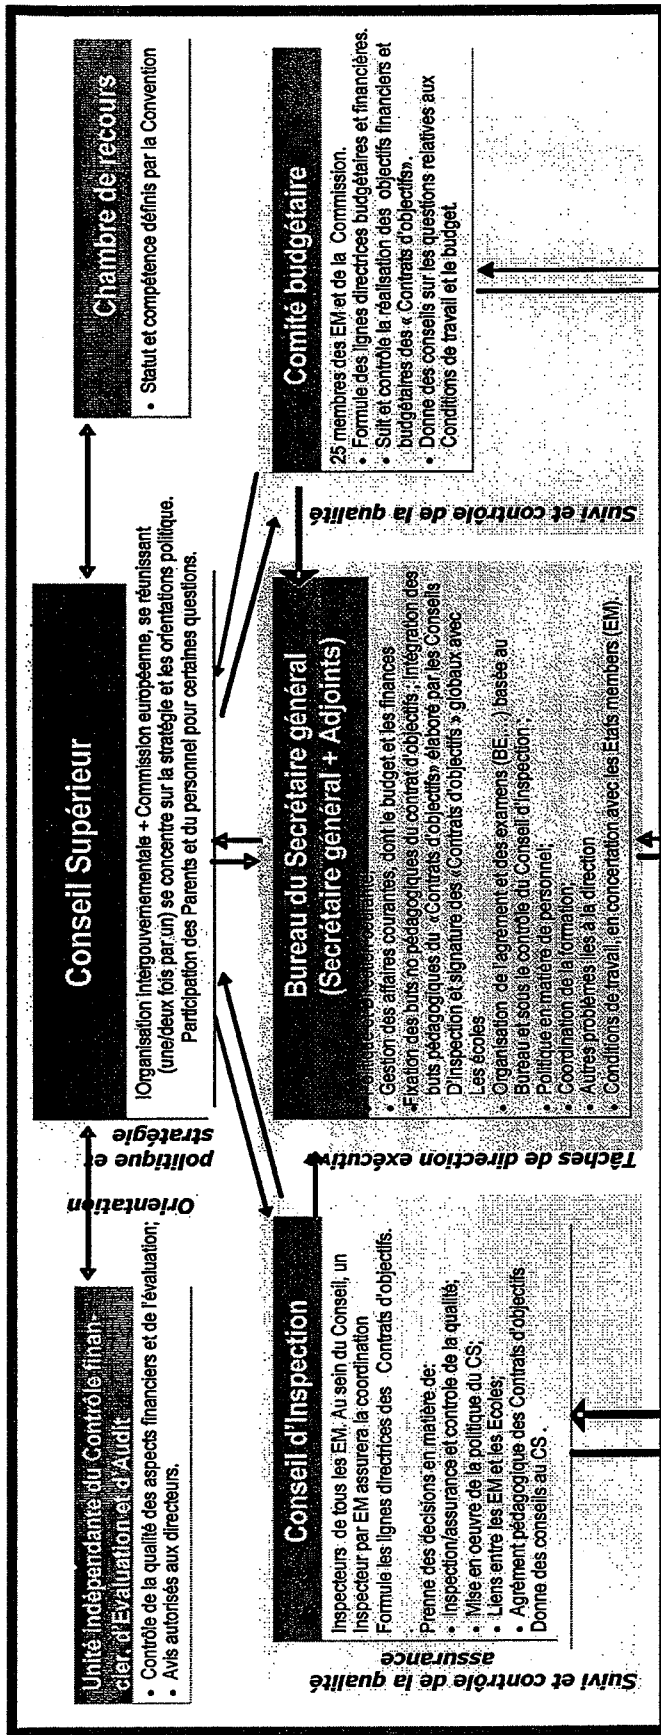 Unité Indépendante du Contrôle finan-
cier, d'Evaluation et d'Audit
• Contrôle de la qualité des aspects financiers et de l'évaluation;
• Avis autorisés aux directeurs.
Orientation
politique et
stratégie
Conseil Supérieur
IOrganisation intergouvernementale + Commission européenne, se réunissant
(une/deux fois par un) se concentre sur la stratégie et les orientations politique.
Participation des Parents et du personnel pour certaines questions.
Chambre de recours
• Statut et compétence définis par la Convention
Suivi et contrôle de la qualité
assurance
Conseil d'Inspection
Inspecteurs de tous les EM. Au sein du Conseil, un
Inspecteur par EM assurera la coordination
Formule les lignes directrices des Contrats d'objectifs.
Prenne des decisions en matière de:
• Inspection/assurance et controle de la qualité;
• Mise en oeuvre de la politique du CS;
• Liens entre les EM et les Ecoles;
• Agrément pédagogique des Contrats d'objectifs
Donne des conseils au CS.
Tâches de direction exécutive
Bureau du Secrétaire général
(Secrétaire général + Adjoints)
• Gestion des affaires courantes, dont le budget et les finances
•Fixation des buts no pédagogiques du contrat d'objectifs; Intégration des
buts pédagogiques du «Contrats d'objectifs» élaboré par les Conseils
D'Inspection et signature des «Contrats d'objectifs » globaux avec
Les écoles
• Organisation de l'agrément et des examens (BE...) basée au
Bureau et sous le contrôle du Conseil d'Inspection ;
• Politique en matière de personnel;
• Coordination de la formation;
• Autres problèmes liés à la direction
• Conditions de travail, en concertation avec les Etats members (EM).
Suivi et contrôle de la qualité
Comité budgétaire
25 membres des EM et de la Commission.
• Formule des lignes directrices budgétaires et financières.
• Suit et contrôle la réalisation des objectifs financiers et
budgétaires des « Contrats d'objectifs».
• Donne des conseils sur les questions relatives aux
Conditions de travail et le budget.